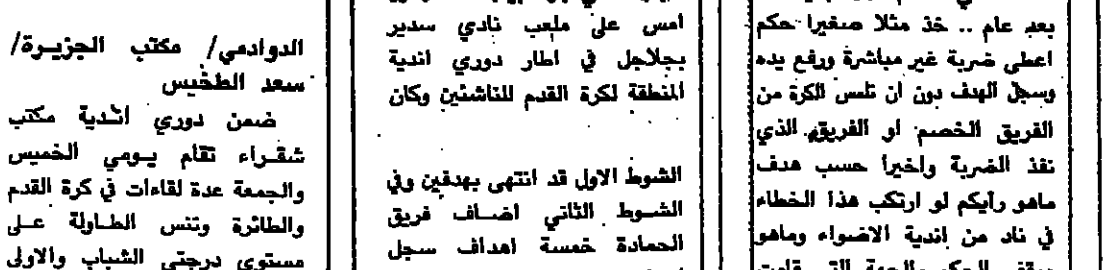 بعد عام .. خذ مثلا صغيرا حكم
اعطى ضربة غير مباشرة ورفع يده
وسجل الهدف دون ان تلمس الكرة من
الفريق الخصم او الفريق الذي
نفذ الضربة واخيرا حسب هدف
ماهو رأيكم لو ارتكب هذا الخطاء
في ناد من اندية الاضواء وماهو
امس على ملعب نادي سدير
بجلاجل في اطار دوري اندية
المنطقة لكرة القدم للناشئين وكان
الشوط الاول قد انتهى بهدفين وفي
الشوط الثاني اضاف فريق
الحمادة خمسة اهداف سجل
الدوادمي/ مكتب الجزيرة/
سعد الطخيس
ضمن دوري اندية مكتب
شقراء تقام يومي الخميس
والجمعة عدة لقاءات في كرة القدم
والطائرة وتنس الطاولة على
مستوى درجتي الشباب والاولى